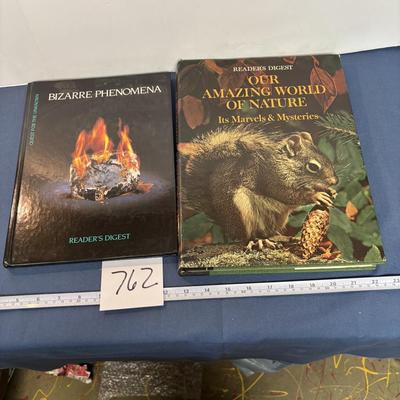 QUEST FOR THE UNKNOWN
BIZARRE PHENOMENA
READER'S DIGEST
READER'S DIGEST
OUR
AMAZING WORLD
OF NATURE
Its Marvels & Mysteries
762